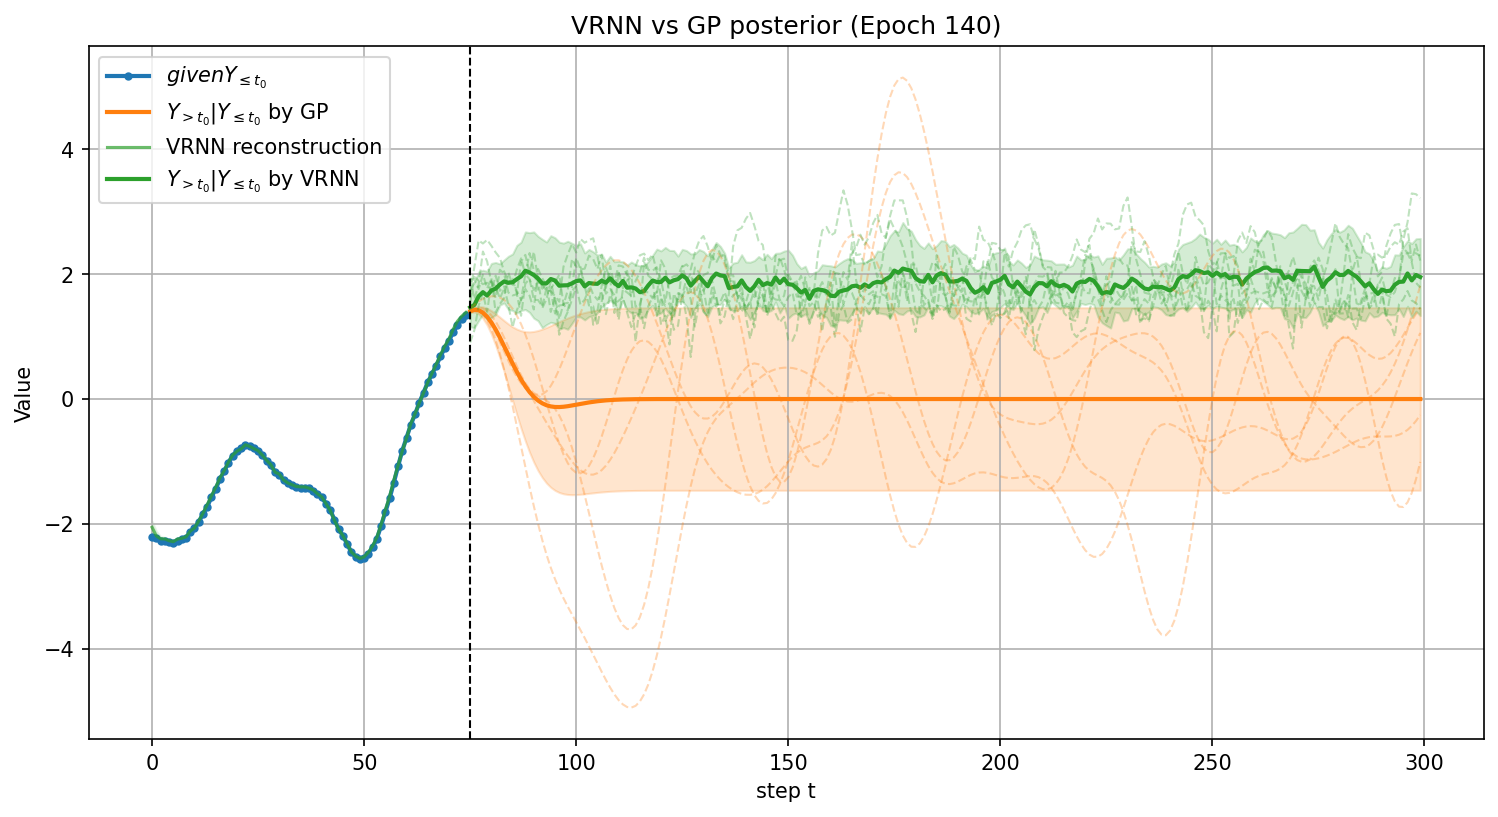 VRNN vs GP posterior (Epoch 140)
givenY≤t₀
Y>t₀|Y≤t₀ by GP
VRNN reconstruction
Y>t₀|Y≤t₀ by VRNN
Value
4
2
0
−2
−4
0 50 100 150 200 250 300
step t